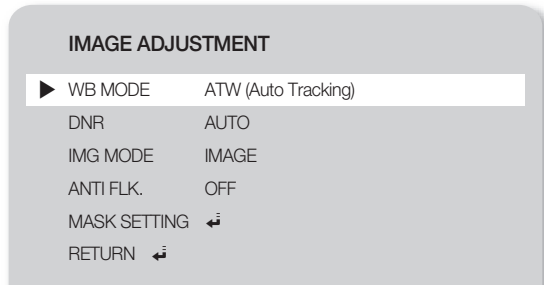 IMAGE ADJUSTMENT
▶ WB MODE ATW (Auto Tracking)
DNR AUTO
IMG MODE IMAGE
ANTI FLK. OFF
MASK SETTING ↵
RETURN ↵